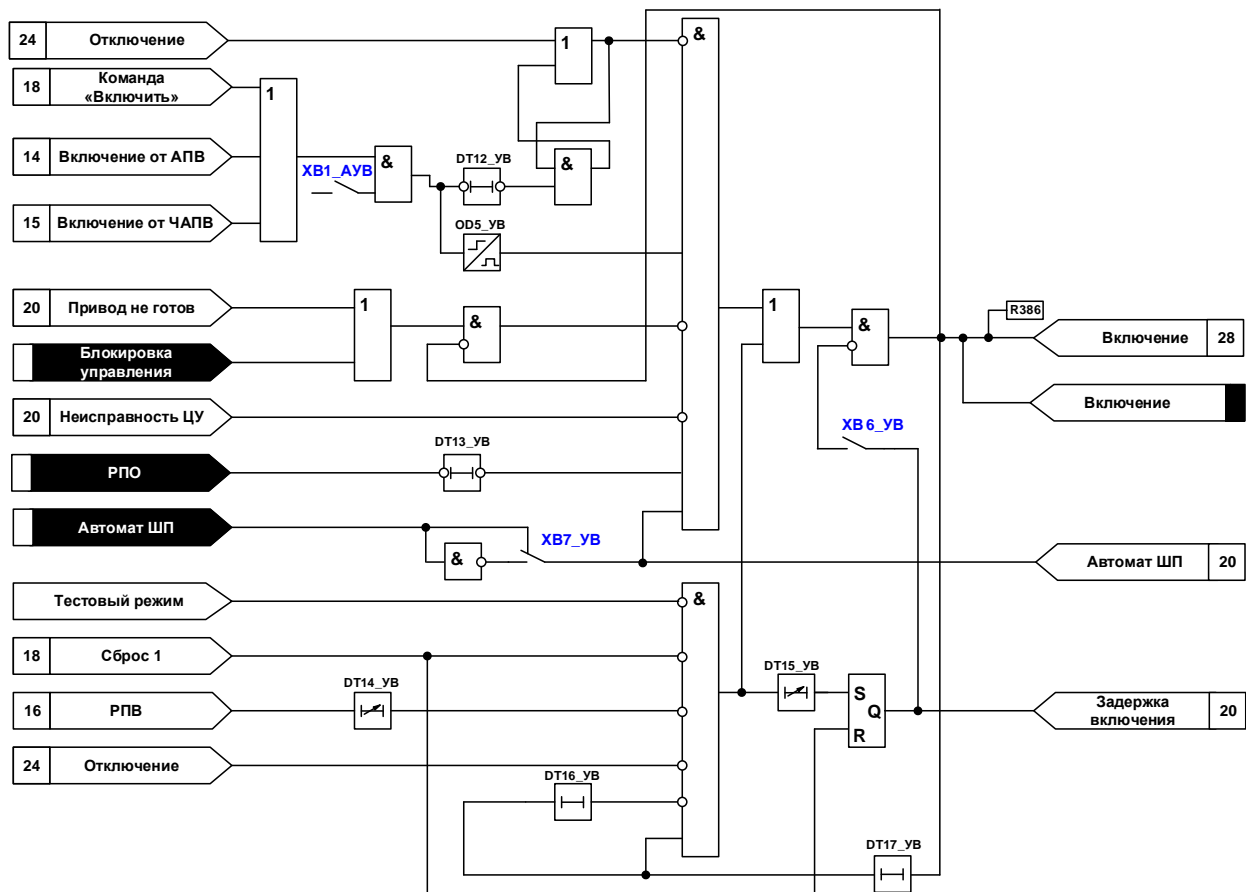 24 Отключение
18 Команда
«Включить»
14 Включение от АПВ
15 Включение от ЧАПВ
20 Привод не готов
Блокировка
управления
20 Неисправность ЦУ
РПО
Автомат ШП
Тестовый режим
18 Сброс 1
16 РПВ
24 Отключение
1
XB1_АУВ
&
DT12_УВ
OD5_УВ
1
&
1
&
DT13_УВ
&
XB7_УВ
DT14_УВ
DT16_УВ
&
&
1
&
XB6_УВ
DT15_УВ
S
Q
R
DT17_УВ
R386
Включение 28
Включение
Автомат ШП 20
Задержка
включения 20